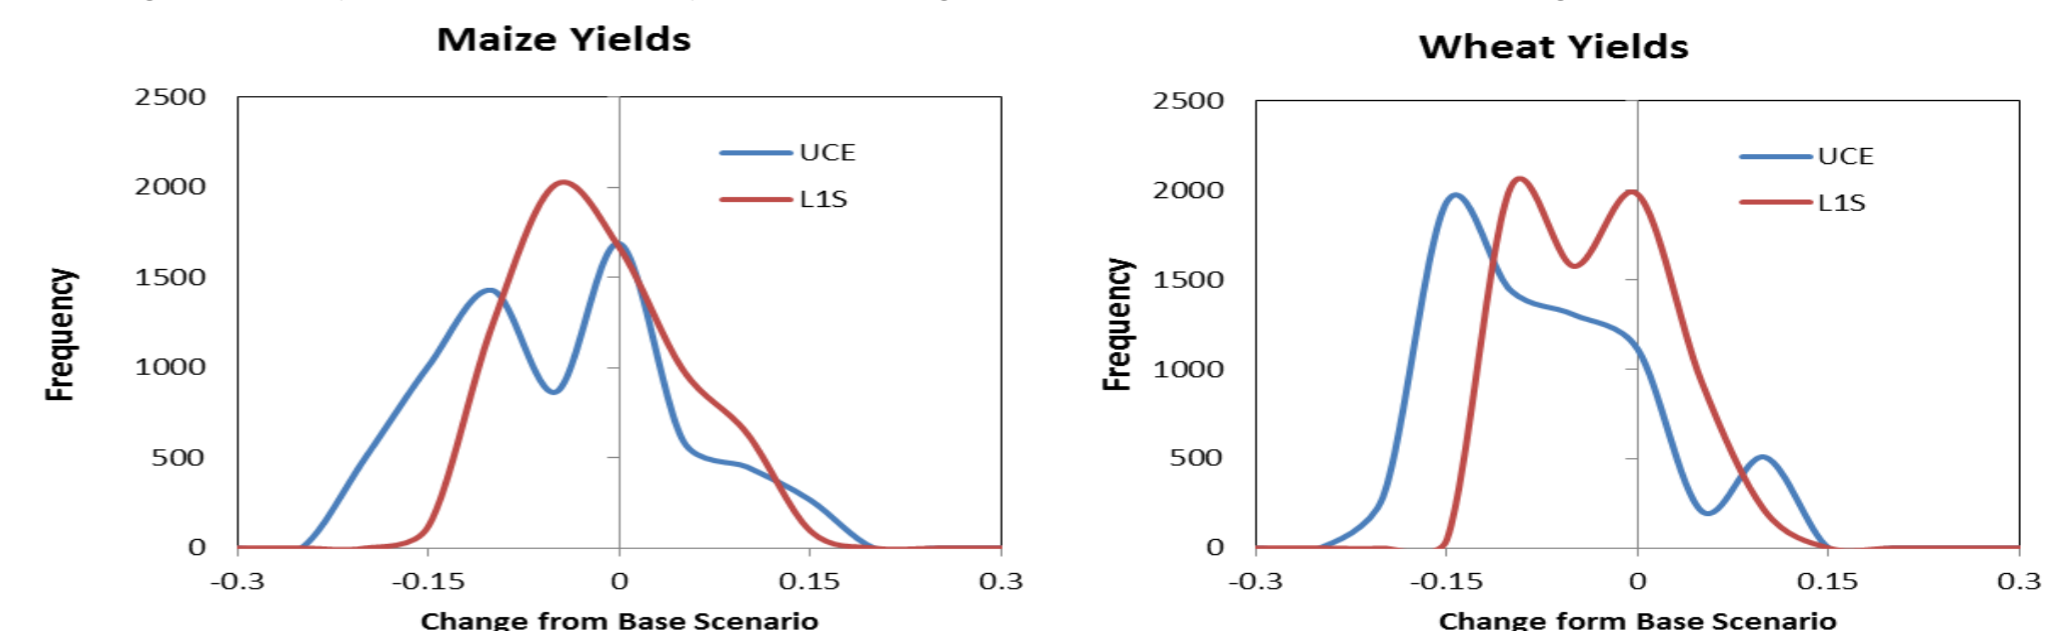 Maize Yields
2500
2000
1500
1000
500
0
-0.3
-0.15
0
0.15
0.3
Frequency
UCE
L1S
Change from Base Scenario
Wheat Yields
2500
2000
1500
1000
500
0
-0.3
-0.15
0
0.15
0.3
Frequency
UCE
L1S
Change form Base Scenario